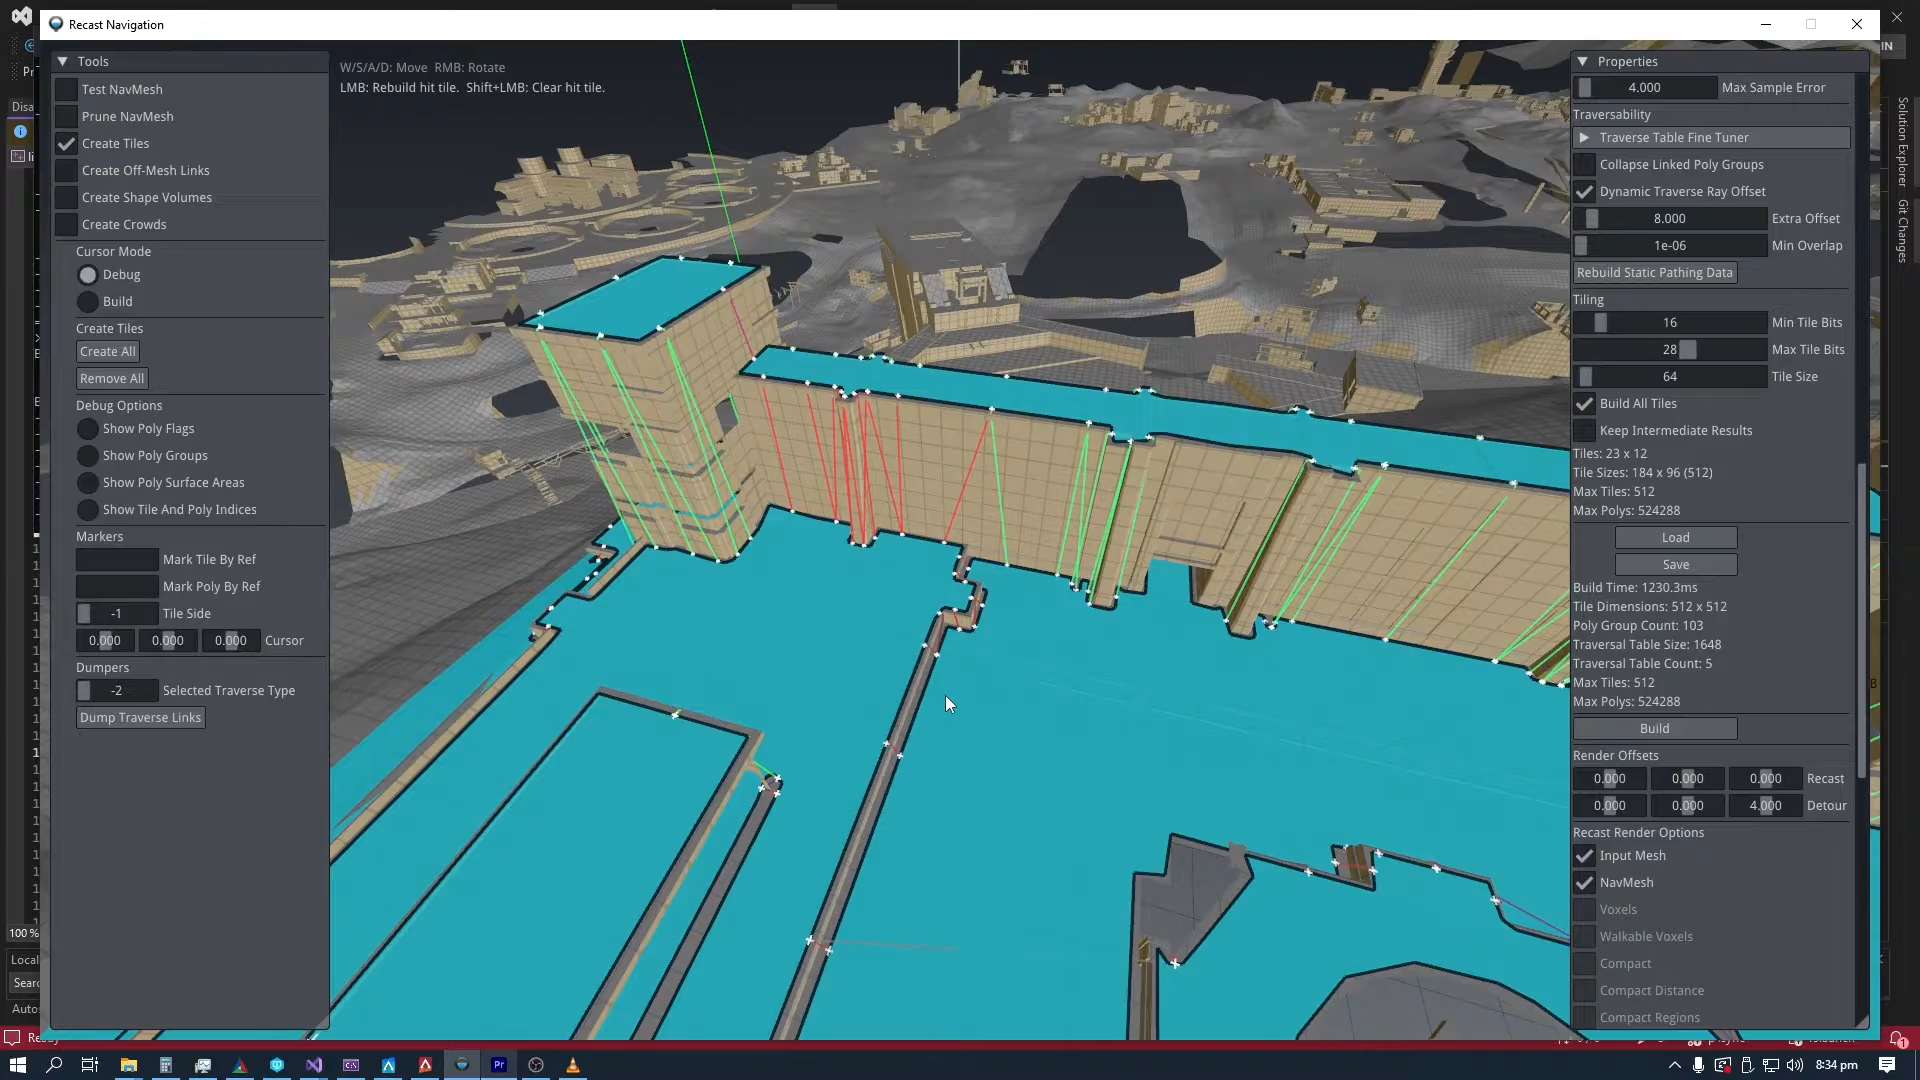 Recast Navigation
Tools
Test NavMesh
Prune NavMesh
Create Tiles
Create Off-Mesh Links
Create Shape Volumes
Create Crowds
Cursor Mode
Debug
Build
Create Tiles
Create All
Remove All
Debug Options
Show Poly Flags
Show Poly Groups
Show Poly Surface Areas
Show Tile And Poly Indices
Markers
Mark Tile By Ref
Mark Poly By Ref
-1 Tile Side
0.000 0.000 0.000 Cursor
Dumpers
-2 Selected Traverse Type
Dump Traverse Links
W/S/A/D: Move RMB: Rotate
LMB: Rebuild hit tile. Shift+LMB: Clear hit tile.
Properties
4.000 Max Sample Error
Traversability
Traverse Table Fine Tuner
Collapse Linked Poly Groups
Dynamic Traverse Ray Offset
8.000 Extra Offset
1e-06 Min Overlap
Rebuild Static Pathing Data
Tiling
16 Min Tile Bits
28 Max Tile Bits
64 Tile Size
Build All Tiles
Keep Intermediate Results
Tiles: 23 x 12
Tile Sizes: 184 x 96 (512)
Max Tiles: 512
Max Polys: 524288
Load
Save
Build Time: 1230.3ms
Tile Dimensions: 512 x 512
Poly Group Count: 103
Traversal Table Size: 1648
Traversal Table Count: 5
Max Tiles: 512
Max Polys: 524288
Build
Render Offsets
0.000 0.000 0.000 Recast
0.000 0.000 4.000 Detour
Recast Render Options
Input Mesh
NavMesh
Voxels
Walkable Voxels
Compact
Compact Distance
Compact Regions
Solution Explorer
Git Changes
100 %
8:34 pm